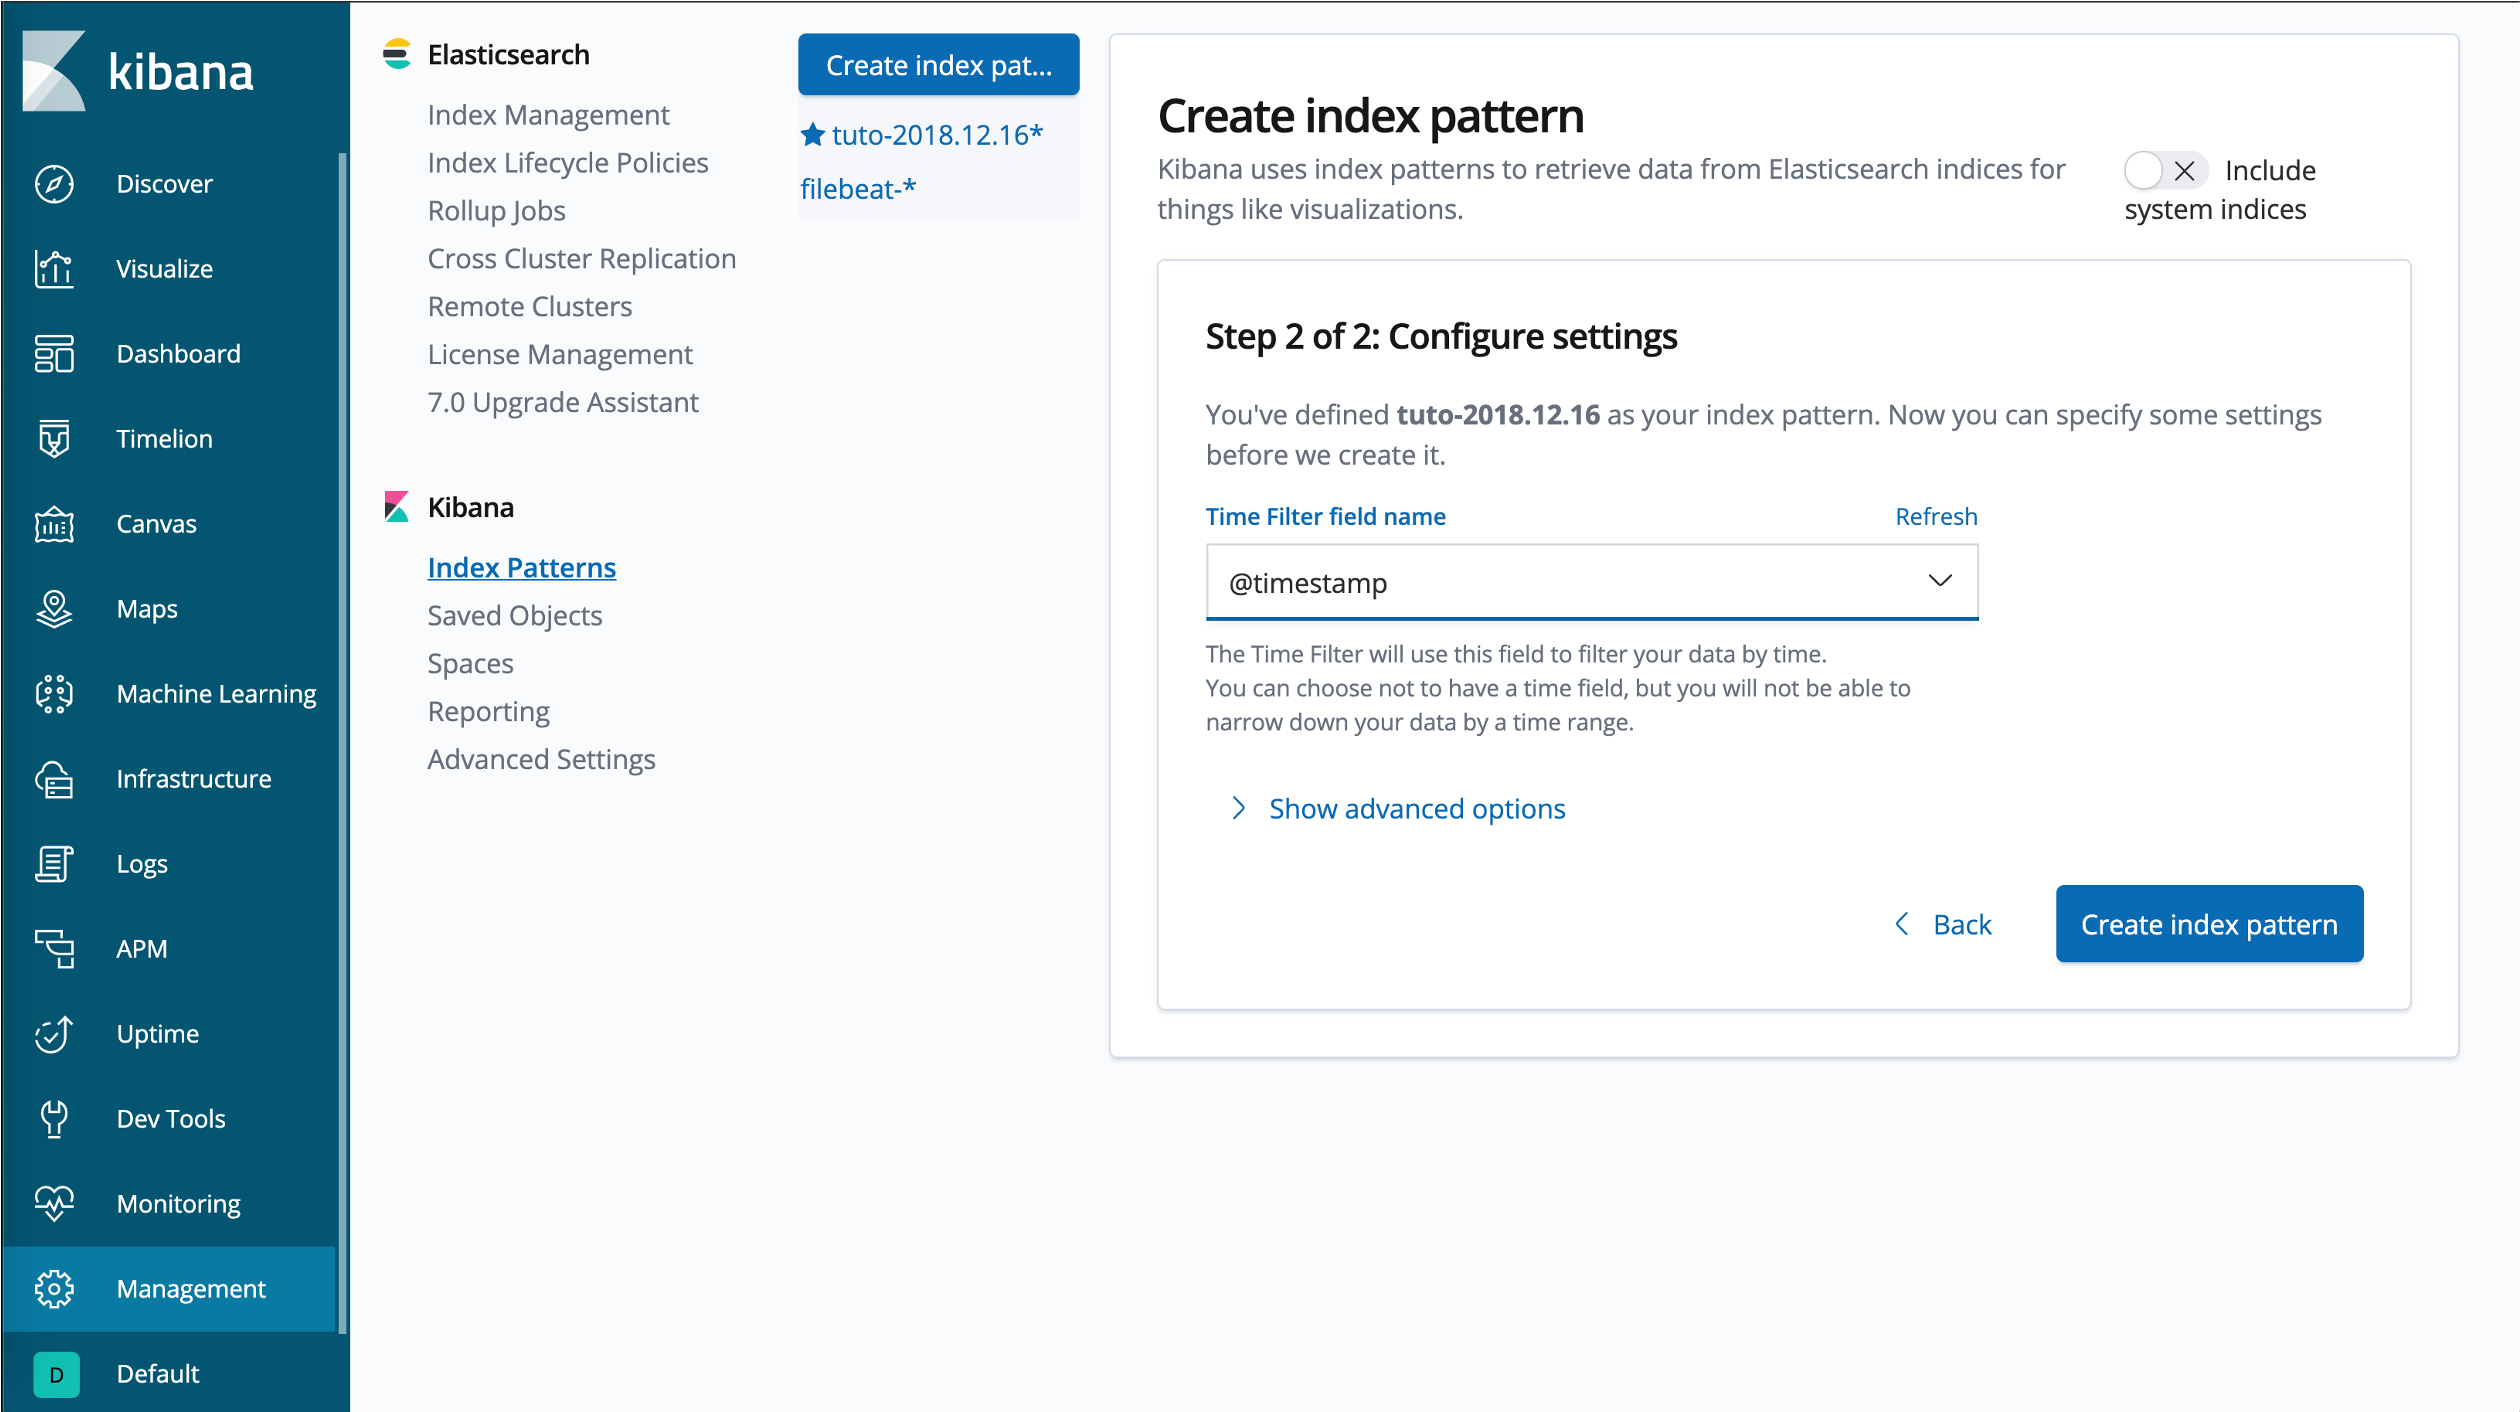 kibana
Discover
Visualize
Dashboard
Timelion
Canvas
Maps
Machine Learning
Infrastructure
Logs
APM
Uptime
Dev Tools
Monitoring
Management
D Default
Elasticsearch
Index Management
Index Lifecycle Policies
Rollup Jobs
Cross Cluster Replication
Remote Clusters
License Management
7.0 Upgrade Assistant
Kibana
Index Patterns
Saved Objects
Spaces
Reporting
Advanced Settings
Create index pat...
tuto-2018.12.16*
filebeat-*
Create index pattern
Kibana uses index patterns to retrieve data from Elasticsearch indices for
things like visualizations.
Include
system indices
Step 2 of 2: Configure settings
You've defined tuto-2018.12.16 as your index pattern. Now you can specify some settings
before we create it.
Time Filter field name
Refresh
@timestamp
The Time Filter will use this field to filter your data by time.
You can choose not to have a time field, but you will not be able to
narrow down your data by a time range.
Show advanced options
Back
Create index pattern